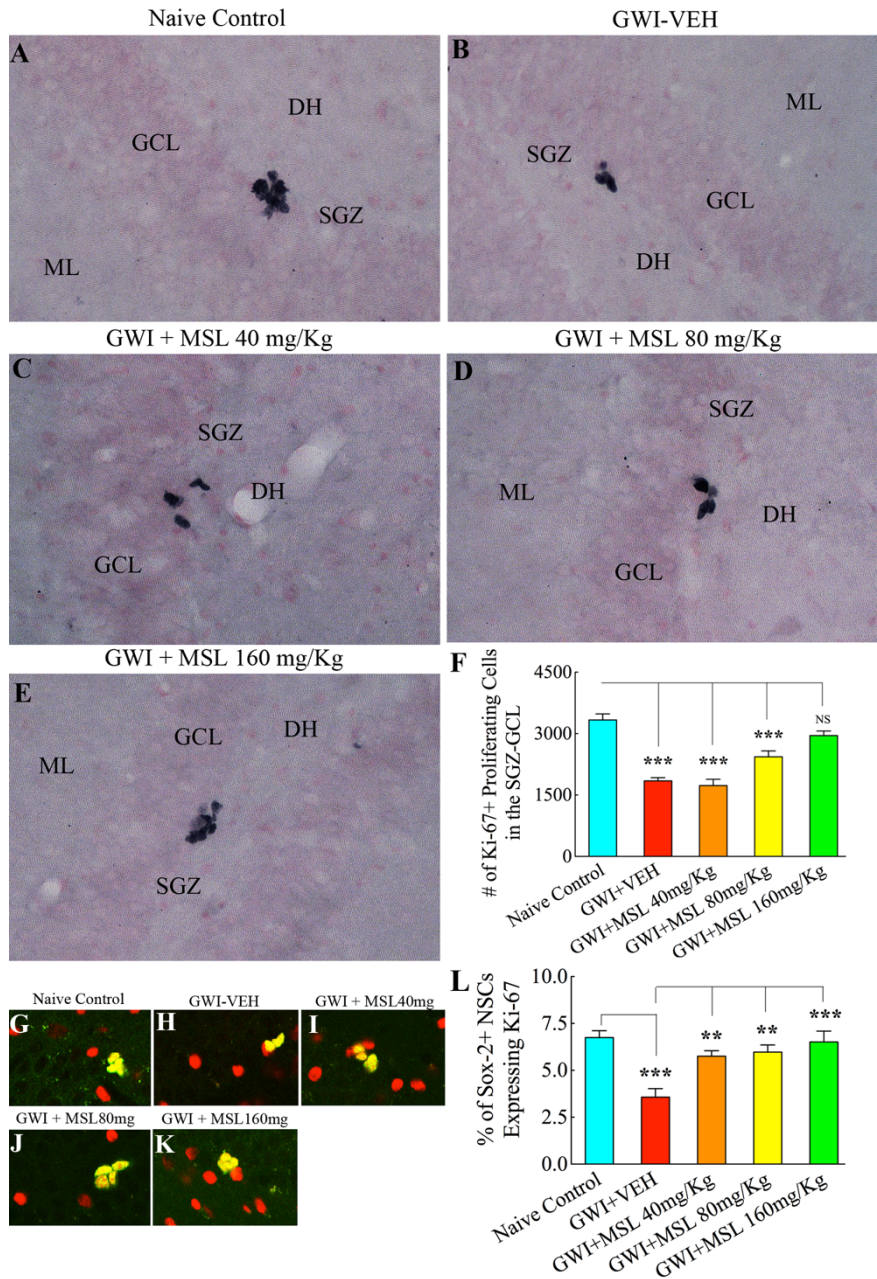 Naive Control
GWI-VEH
A
DH
GCL
SGZ
ML
B
ML
SGZ
GCL
DH
GWI + MSL 40 mg/Kg
GWI + MSL 80 mg/Kg
C
SGZ
DH
GCL
D
SGZ
ML
DH
GCL
GWI + MSL 160 mg/Kg
E
GCL
DH
ML
SGZ
F
# of Ki-67+ Proliferating Cells
in the SGZ-GCL
4500
3000
1500
0
***
***
***
NS
Naive Control
GWI+VEH
GWI+MSL 40mg/Kg
GWI+MSL 80mg/Kg
GWI+MSL 160mg/Kg
Naive Control
GWI-VEH
GWI + MSL40mg
G
H
I
GWI + MSL80mg
GWI + MSL160mg
J
K
L
% of Sox-2+ NSCs
Expressing Ki-67
10.0
7.5
5.0
2.5
0.0
***
**
**
***
Naive Control
GWI+VEH
GWI+MSL 40mg/Kg
GWI+MSL 80mg/Kg
GWI+MSL 160mg/Kg